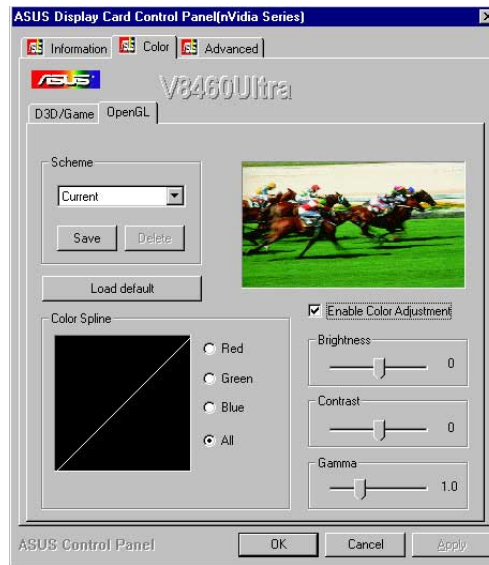 ASUS Display Card Control Panel(nVidia Series)
Information
Color
Advanced
ASUS
V8460Ultra
D3D/Game
OpenGL
Scheme
Current
Save
Delete
Load default
Enable Color Adjustment
Color Spline
Red
Green
Blue
All
Brightness
0
Contrast
0
Gamma
1.0
ASUS Control Panel
OK
Cancel
Apply